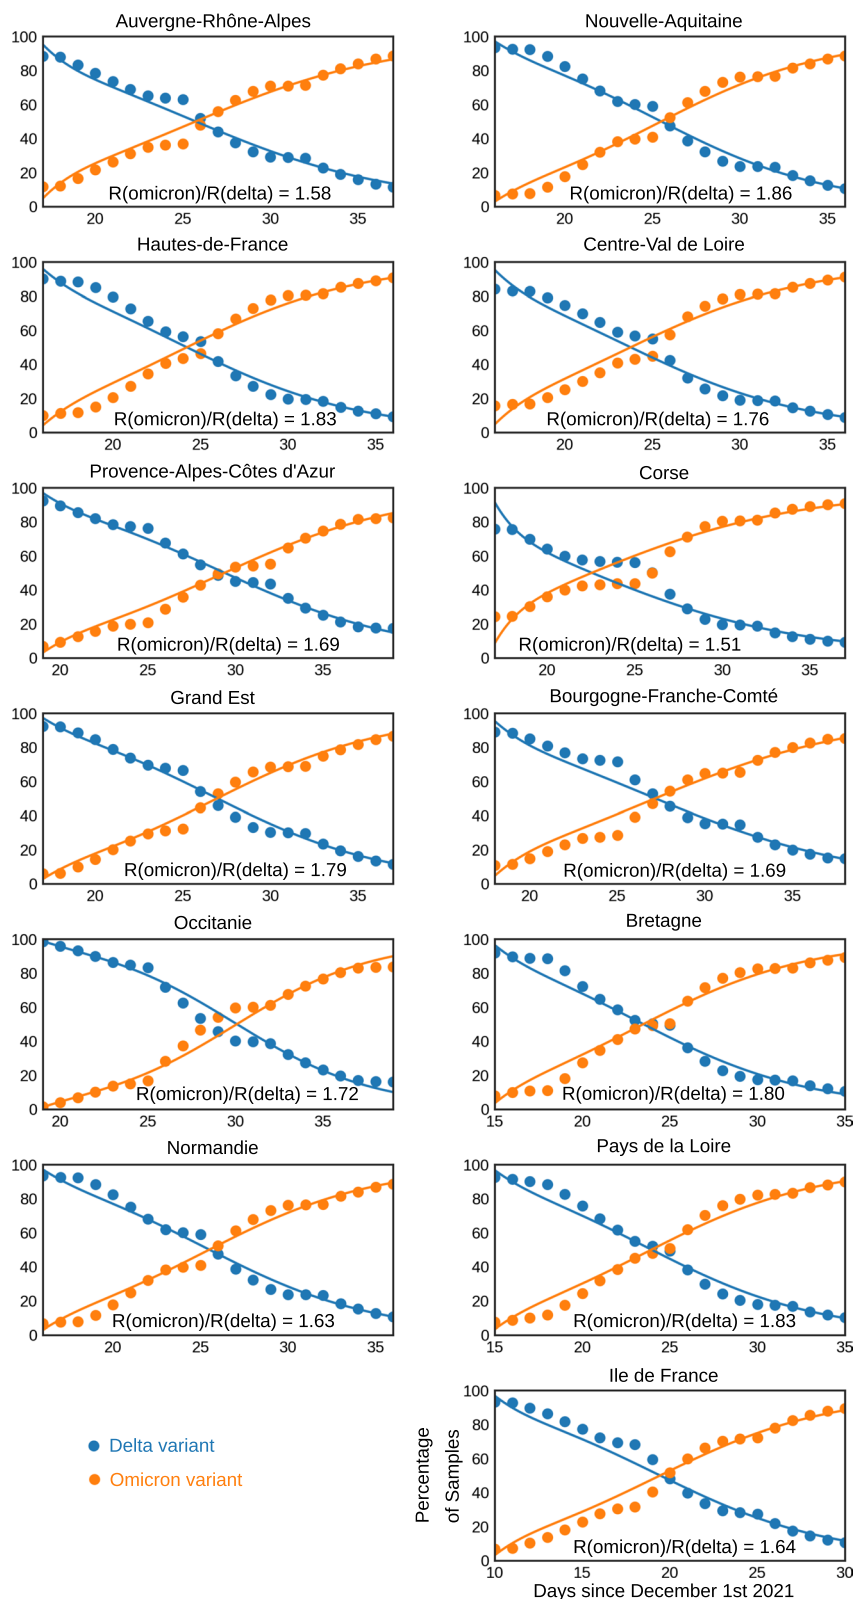 Auvergne-Rhône-Alpes
100
80
60
40
20
0
R(omicron)/R(delta) = 1.58
20 25 30 35
Nouvelle-Aquitaine
100
80
60
40
20
0
R(omicron)/R(delta) = 1.86
20 25 30 35
Hautes-de-France
100
80
60
40
20
0
R(omicron)/R(delta) = 1.83
20 25 30 35
Centre-Val de Loire
100
80
60
40
20
0
R(omicron)/R(delta) = 1.76
20 25 30 35
Provence-Alpes-Côtes d'Azur
100
80
60
40
20
0
R(omicron)/R(delta) = 1.69
20 25 30 35
Corse
100
80
60
40
20
0
R(omicron)/R(delta) = 1.51
20 25 30 35
Grand Est
100
80
60
40
20
0
R(omicron)/R(delta) = 1.79
20 25 30 35
Bourgogne-Franche-Comté
100
80
60
40
20
0
R(omicron)/R(delta) = 1.69
20 25 30 35
Occitanie
100
80
60
40
20
0
R(omicron)/R(delta) = 1.72
20 25 30 35
Bretagne
100
80
60
40
20
0
R(omicron)/R(delta) = 1.80
15 20 25 30 35
Normandie
100
80
60
40
20
0
R(omicron)/R(delta) = 1.63
20 25 30 35
Pays de la Loire
100
80
60
40
20
0
R(omicron)/R(delta) = 1.83
15 20 25 30 35
Delta variant
Omicron variant
Ile de France
Percentage
of Samples
100
80
60
40
20
0
R(omicron)/R(delta) = 1.64
10 15 20 25 30
Days since December 1st 2021